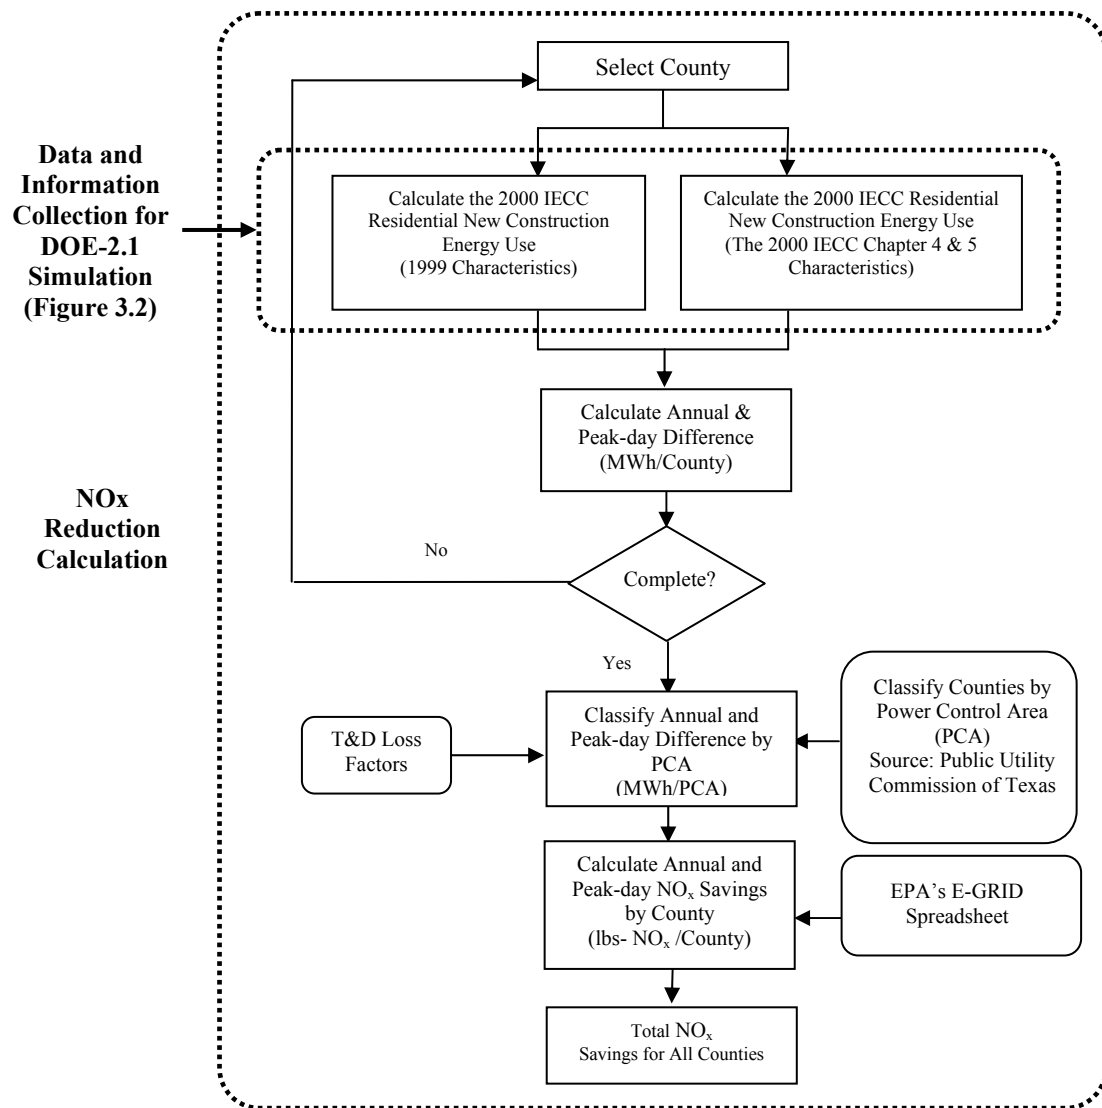 Select County
Data and
Information
Collection for
DOE-2.1
Simulation
(Figure 3.2)
Calculate the 2000 IECC
Residential New Construction
Energy Use
(1999 Characteristics)
Calculate the 2000 IECC Residential
New Construction Energy Use
(The 2000 IECC Chapter 4 & 5
Characteristics)
Calculate Annual &
Peak-day Difference
(MWh/County)
NOx
Reduction
Calculation
No
Complete?
Yes
T&D Loss
Factors
Classify Annual and
Peak-day Difference by
PCA
(MWh/PCA)
Classify Counties by
Power Control Area
(PCA)
Source: Public Utility
Commission of Texas
Calculate Annual and
Peak-day NOₓ Savings
by County
(lbs- NOₓ /County)
EPA’s E-GRID
Spreadsheet
Total NOₓ
Savings for All Counties